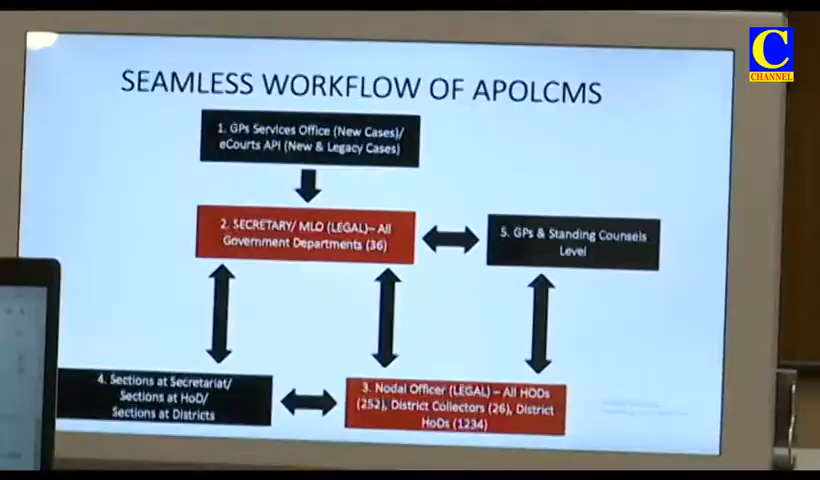 C
CHANNEL
SEAMLESS WORKFLOW OF APOLCMS
1. GPs Services Office (New Cases)/
eCourts API (New & Legacy Cases)
2. SECRETARY/ MLO (LEGAL)– All
Government Departments (36)
5. GPs & Standing Counsels
Level
4. Sections at Secretariat/
Sections at HoD/
Sections at Districts
3. Nodal Officer (LEGAL) – All HODs
(252), District Collectors (26), District
HoDs (1234)